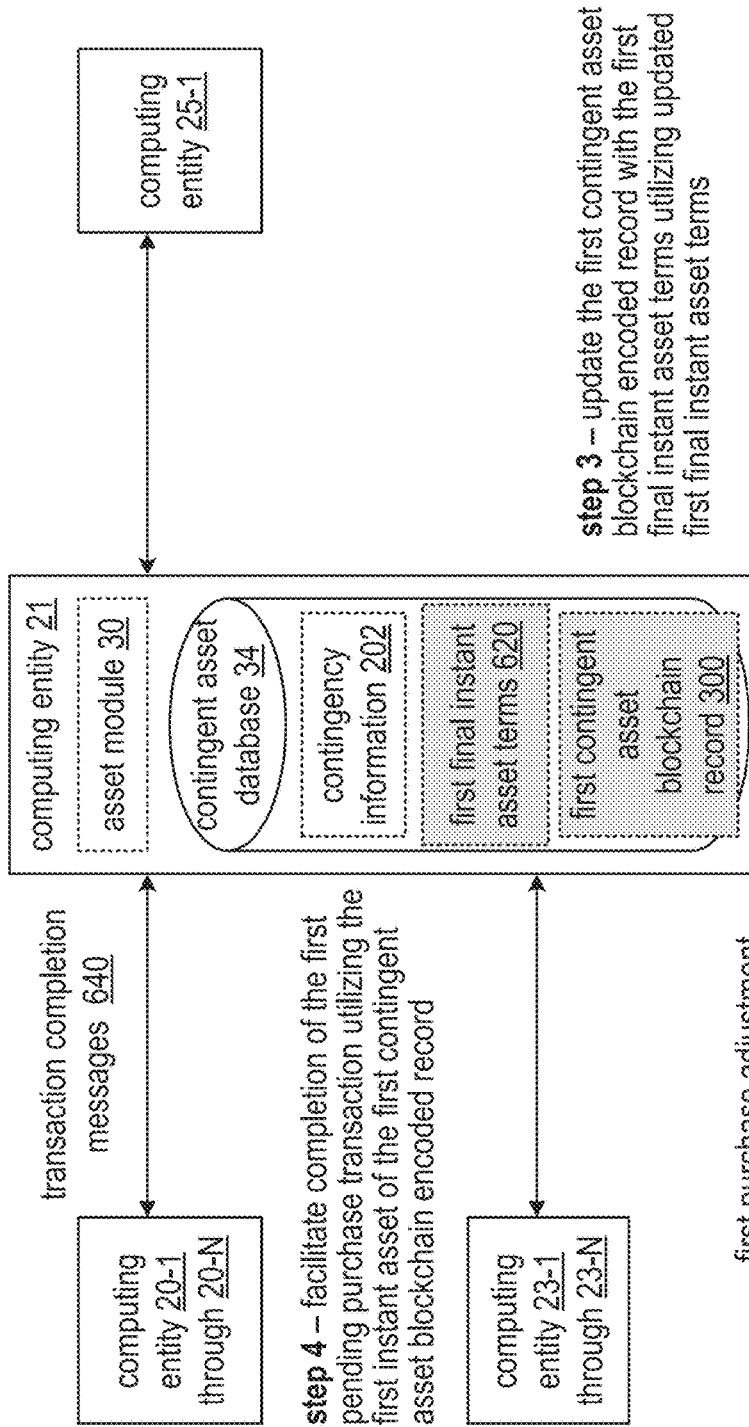 transaction completion
messages 640
computing
entity 20-1
through 20-N
step 4 – facilitate completion of the first
pending purchase transaction utilizing the
first instant asset of the first contingent
asset blockchain encoded record
computing
entity 23-1
through 23-N
first purchase adjustment
computing entity 21
asset module 30
contingent asset
database 34
contingency
information 202
first final instant
asset terms 620
first contingent
asset
blockchain
record 300
computing
entity 25-1
step 3 – update the first contingent asset
blockchain encoded record with the first
final instant asset terms utilizing updated
first final instant asset terms